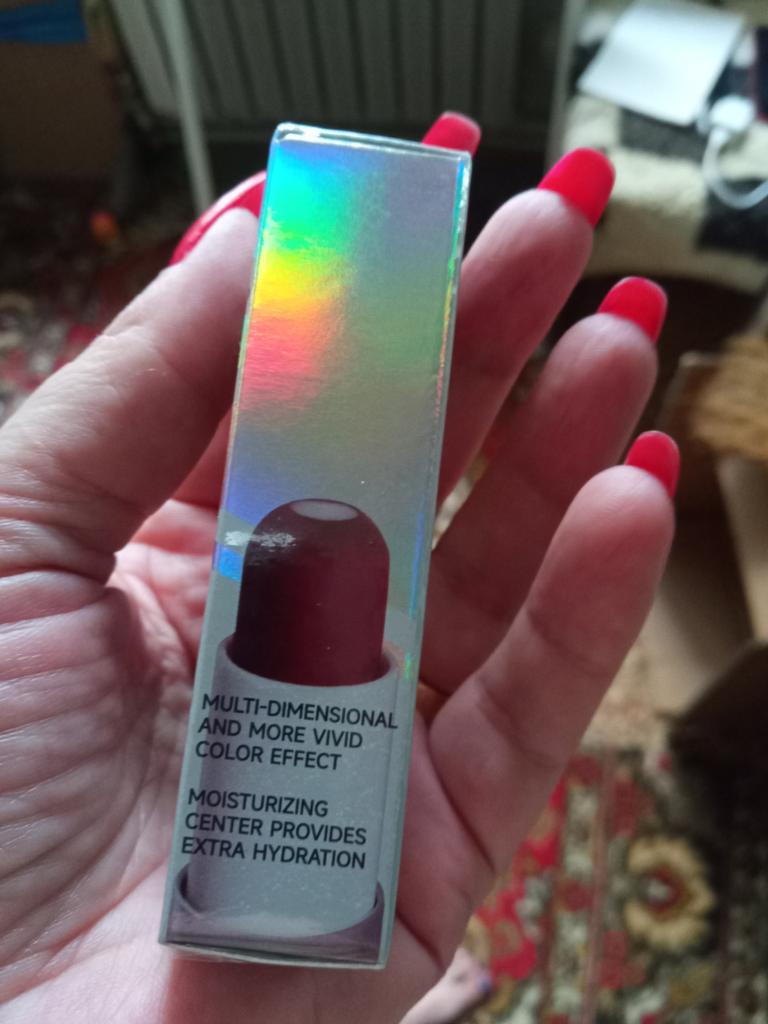 MULTI-DIMENSIONAL
AND MORE VIVID
COLOR EFFECT
MOISTURIZING
CENTER PROVIDES
EXTRA HYDRATION